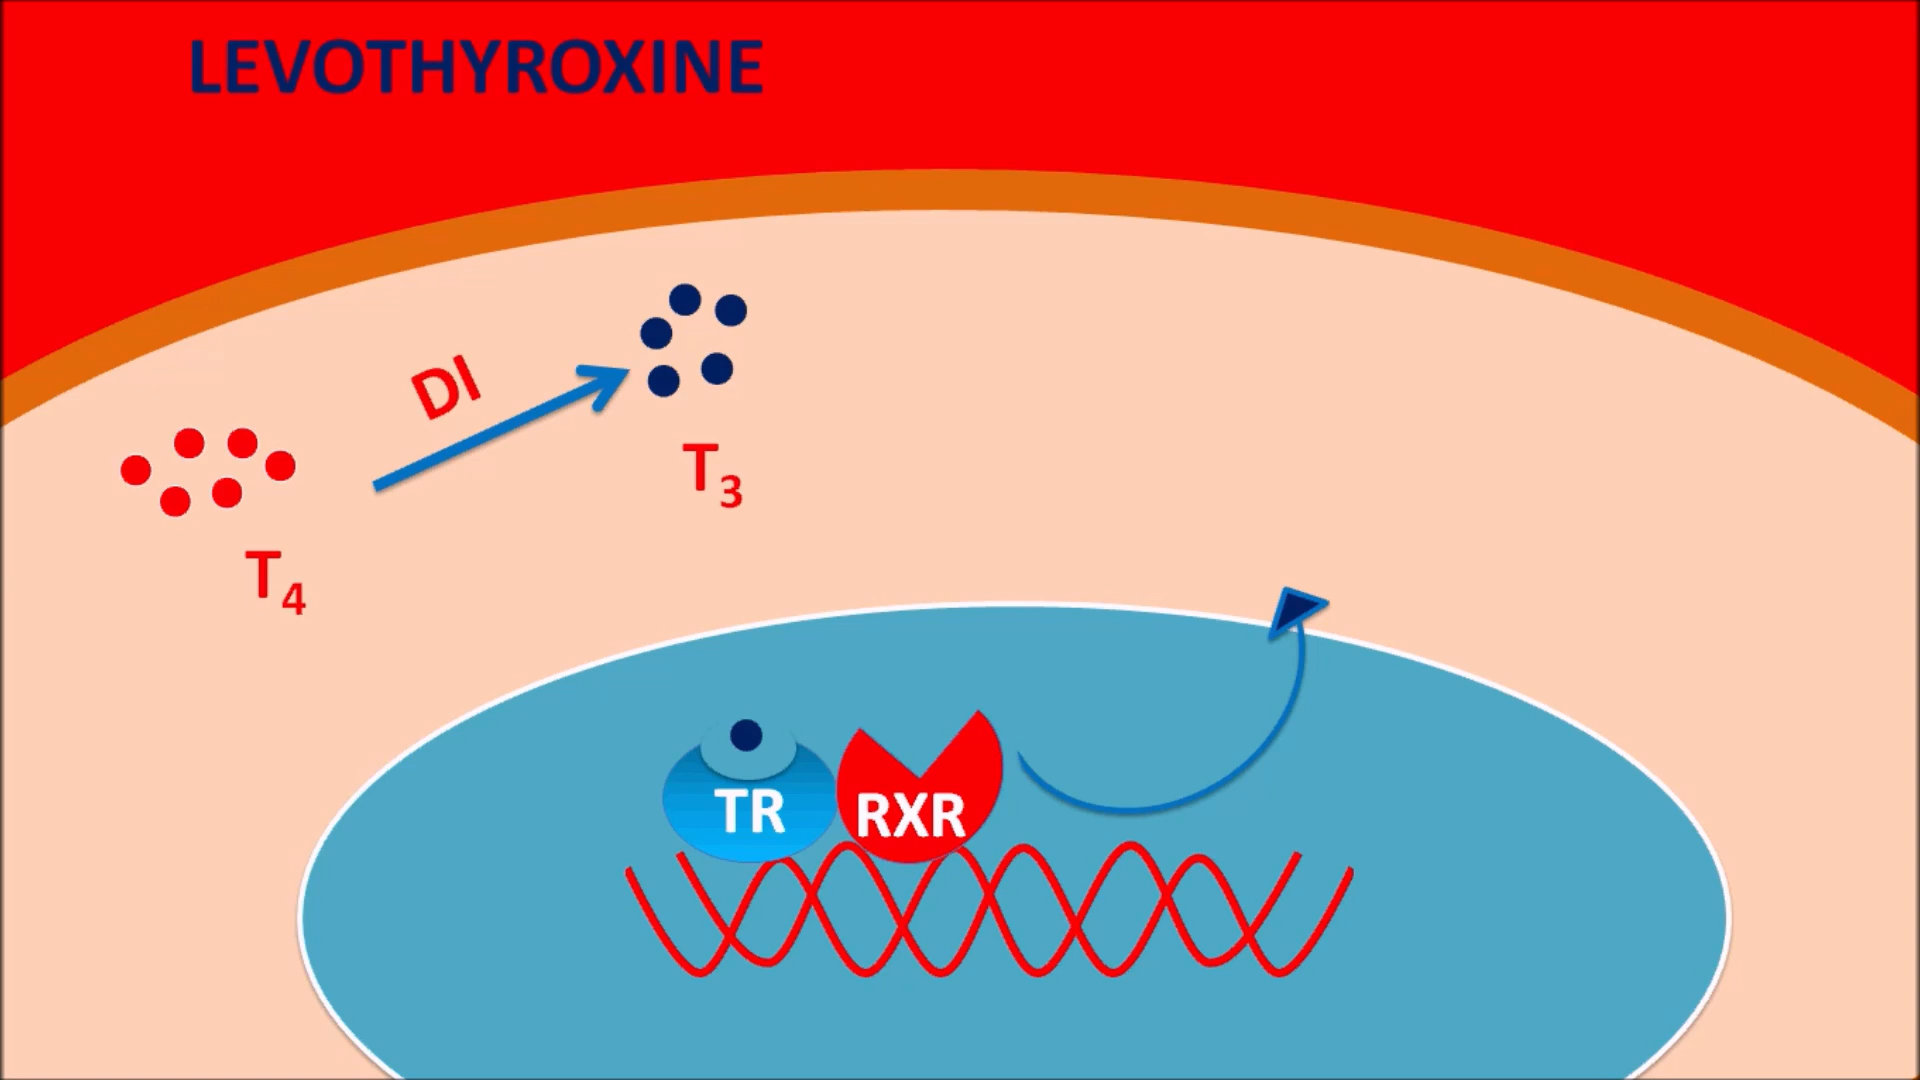 LEVOTHYROXINE
DI
T₃
T₄
TR
RXR